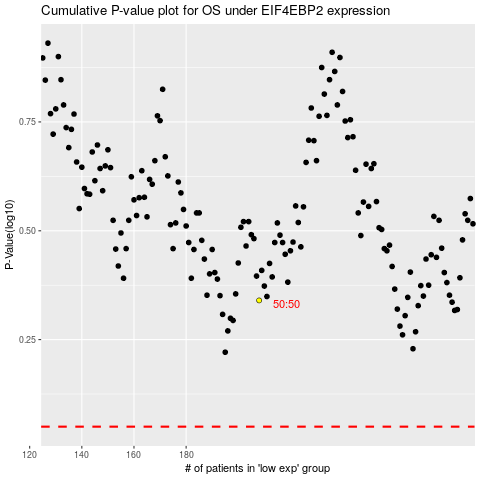 Cumulative P-value plot for OS under EIF4EBP2 expression
P-Value(log10)
0.75
0.50
0.25
50:50
120 140 160 180
# of patients in 'low exp' group